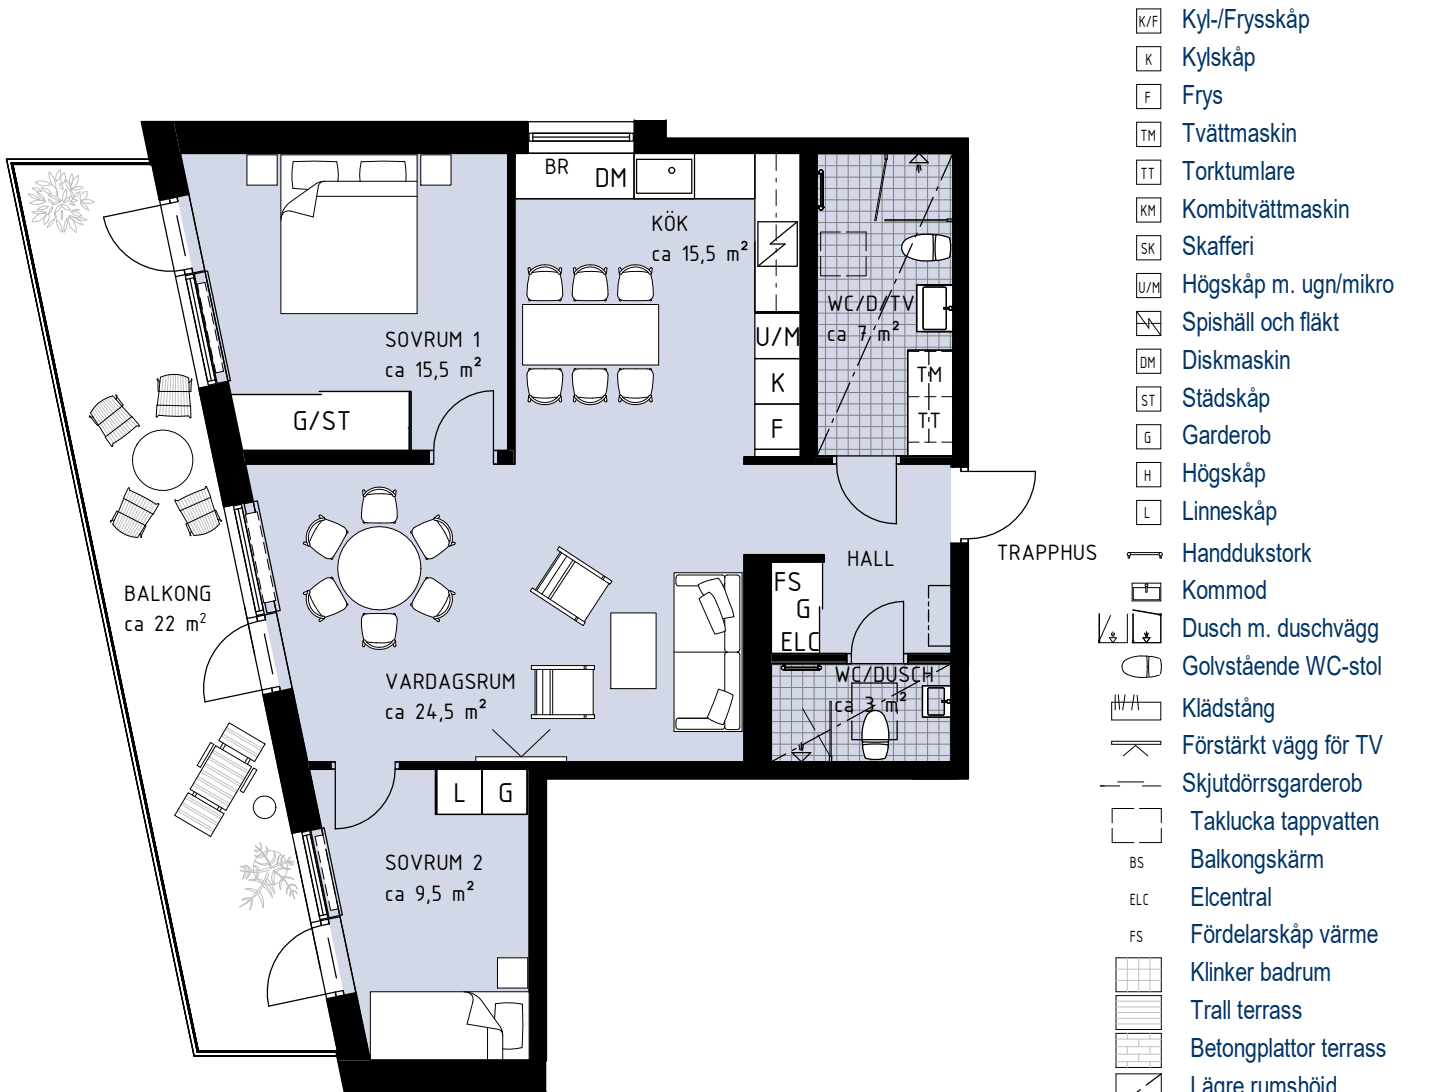 BR
DM
KÖK
ca 15,5 m²
SOVRUM 1
ca 15,5 m²
G/ST
U/M
K
F
WC/D/TV
ca 7 m²
TM
TT
BALKONG
ca 22 m²
VARDAGSRUM
ca 24,5 m²
HALL
TRAPPHUS
FS
G
ELC
WC/DUSCH
ca 3 m²
L
G
SOVRUM 2
ca 9,5 m²
K/F Kyl-/Frysskåp
K Kylskåp
F Frys
TM Tvättmaskin
TT Torktumlare
KM Kombitvättmaskin
SK Skafferi
U/M Högskåp m. ugn/mikro
Spishäll och fläkt
DM Diskmaskin
ST Städskåp
G Garderob
H Högskåp
L Linneskåp
Handdukstork
Kommod
Dusch m. duschvägg
Golvstående WC-stol
Klädstång
Förstärkt vägg för TV
Skjutdörrsgarderob
Taklucka tappvatten
BS Balkongskärm
ELC Elcentral
FS Fördelarskåp värme
Klinker badrum
Trall terrass
Betongplattor terrass
Lägre rumshöjd